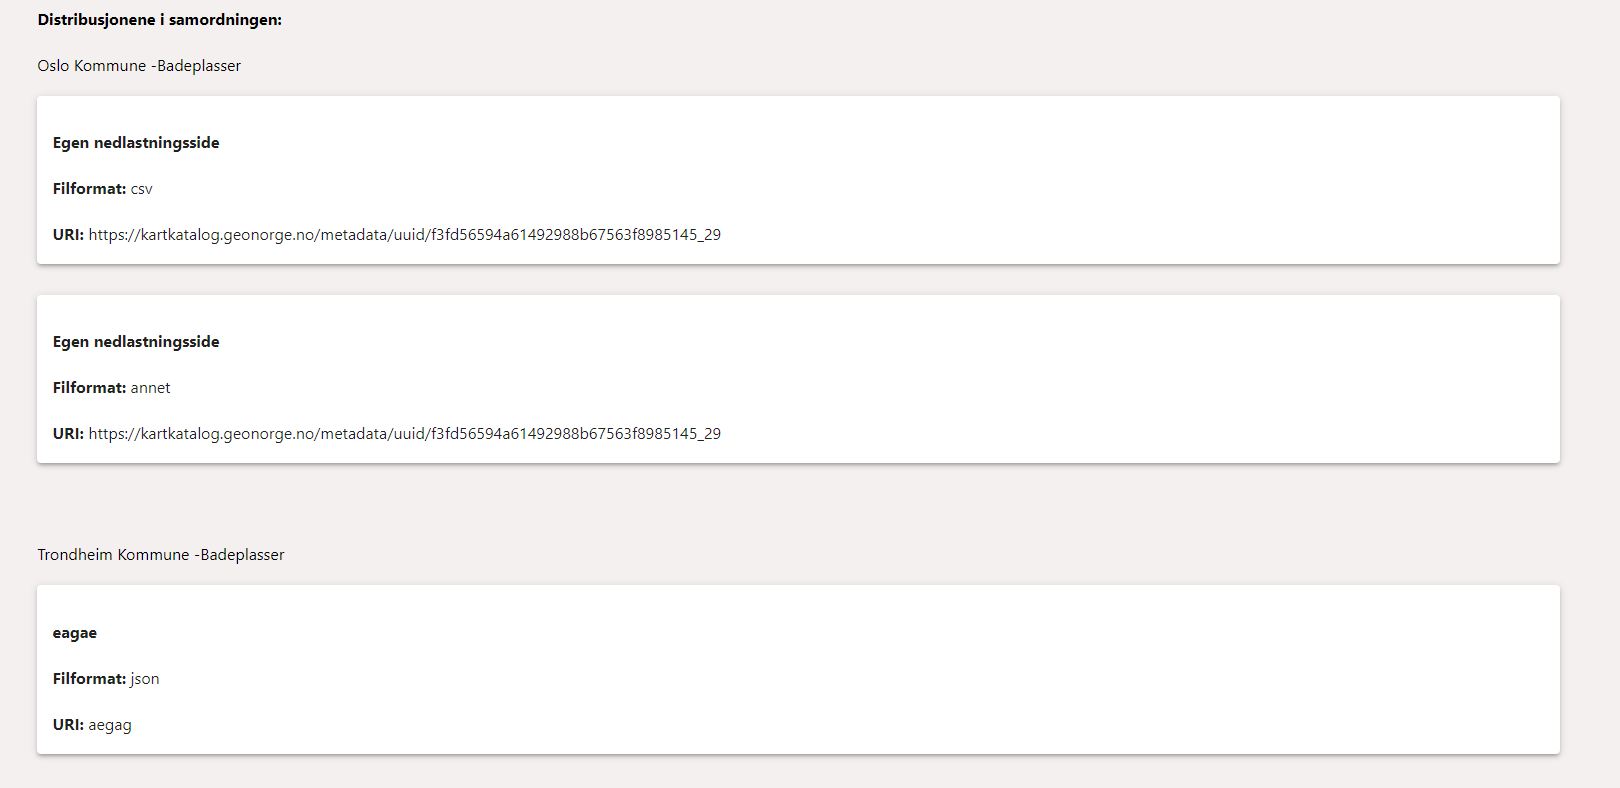 Distribusjonene i samordningen:
Oslo Kommune -Badeplasser
Egen nedlastningsside
Filformat: csv
URI: https://kartkatalog.geonorge.no/metadata/uuid/f3fd56594a61492988b67563f8985145_29
Egen nedlastningsside
Filformat: annet
URI: https://kartkatalog.geonorge.no/metadata/uuid/f3fd56594a61492988b67563f8985145_29
Trondheim Kommune -Badeplasser
eagae
Filformat: json
URI: aegag